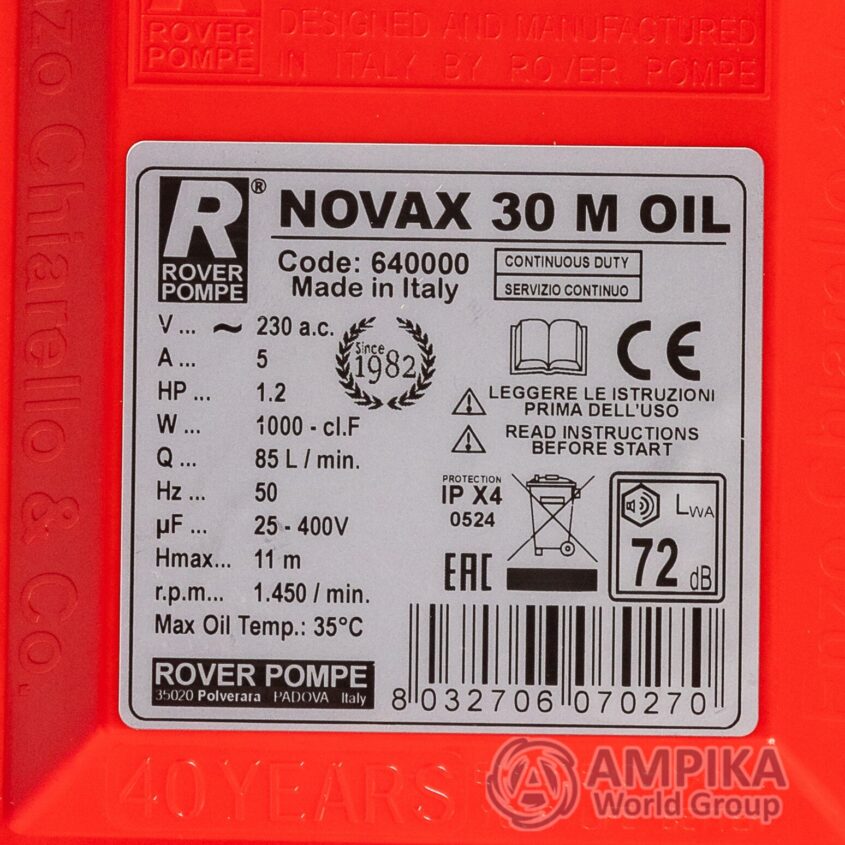 ROVER
POMPE
DESIGNED AND MANUFACTURED
IN ITALY BY ROVER POMPE
Chiarello & Co.
R®
ROVER
POMPE
NOVAX 30 M OIL
Code: 640000
Made in Italy
CONTINUOUS DUTY
SERVIZIO CONTINUO
V ... ~ 230 a.c.
A ... 5
HP ... 1.2
W ... 1000 - cl.F
Q ... 85 L / min.
Hz ... 50
µF ... 25 - 400V
Hmax... 11 m
r.p.m... 1.450 / min.
Max Oil Temp.: 35°C
Since
1982
CE
LEGGERE LE ISTRUZIONI
PRIMA DELL'USO
READ INSTRUCTIONS
BEFORE START
PROTECTION
IP X4
0524
EAC
LWA
72 dB
ROVER POMPE
35020 Polverara PADOVA Italy
8 032706 070270
40 YEARS
AMPIKA
World Group